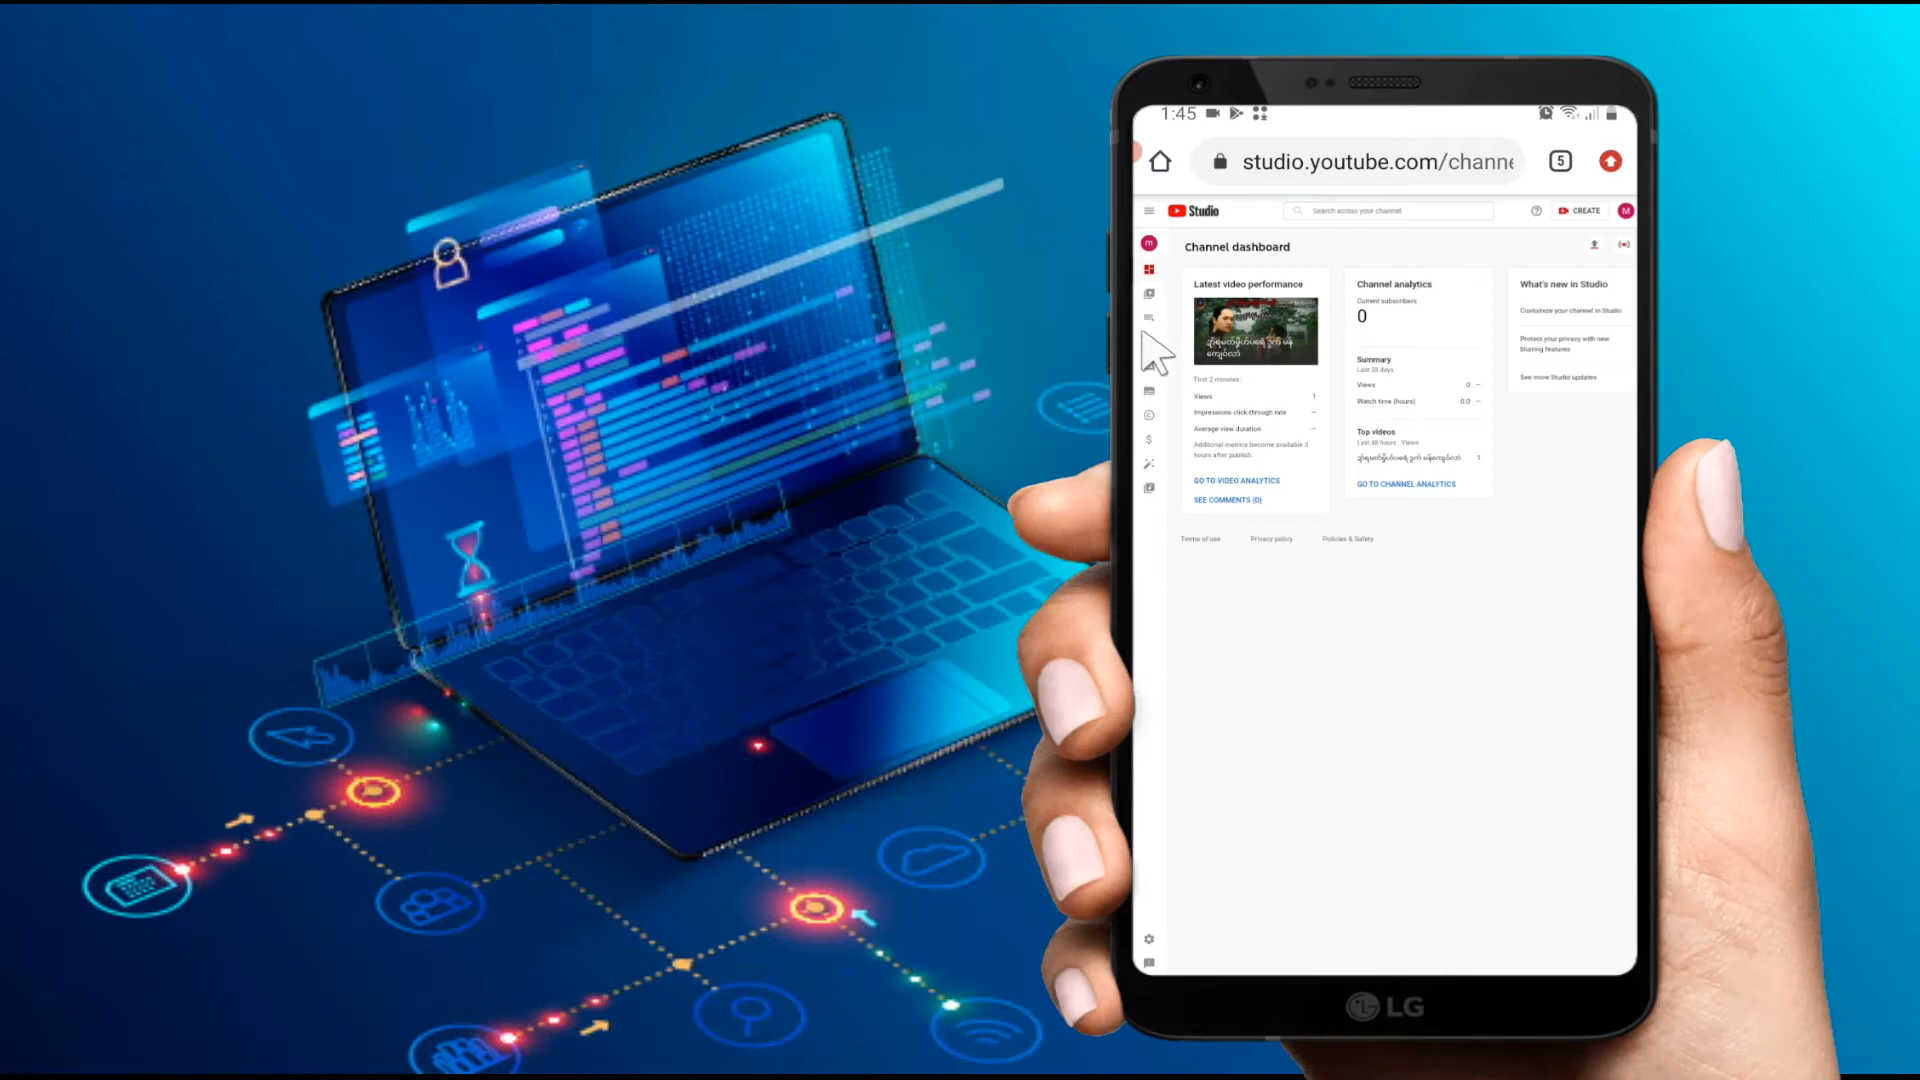 1:45
studio.youtube.com/channe
5
Studio
Search across your channel
CREATE
M
m
Channel dashboard
Latest video performance
First 2 minutes:
Views 1
Impressions click-through rate –
Average view duration –
Additional metrics become available 3
hours after publish.
GO TO VIDEO ANALYTICS
SEE COMMENTS (0)
Channel analytics
Current subscribers
0
Summary
Last 28 days
Views 0 –
Watch time (hours) 0.0 –
Top videos
Last 48 hours · Views
1
GO TO CHANNEL ANALYTICS
What's new in Studio
Customize your channel in Studio
Protect your privacy with new
blurring features
See more Studio updates
Terms of use
Privacy policy
Policies & Safety
LG